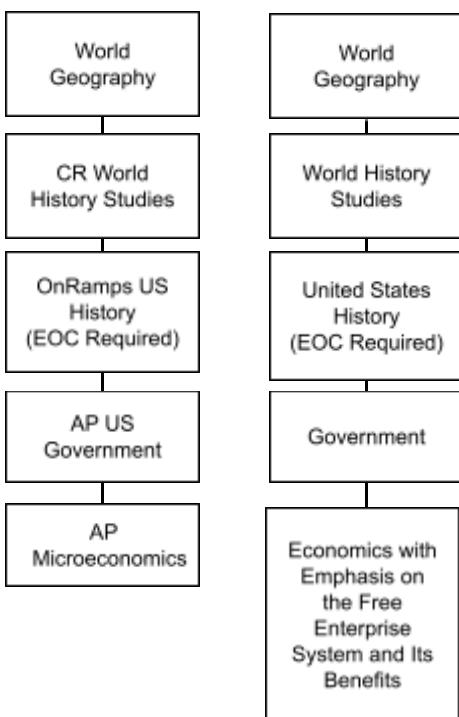 World
Geography
CR World
History Studies
OnRamps US
History
(EOC Required)
AP US
Government
AP
Microeconomics
World
Geography
World History
Studies
United States
History
(EOC Required)
Government
Economics with
Emphasis on
the Free
Enterprise
System and Its
Benefits